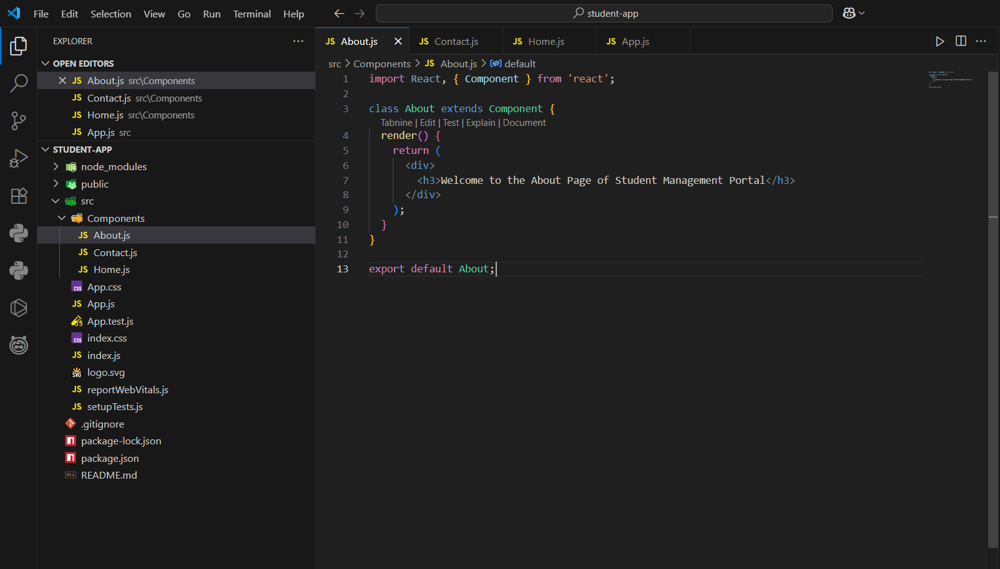 File Edit Selection View Go Run Terminal Help
student-app
EXPLORER
OPEN EDITORS
JS About.js src\Components
JS Contact.js src\Components
JS Home.js src\Components
JS App.js src
STUDENT-APP
node_modules
public
src
Components
JS About.js
JS Contact.js
JS Home.js
css App.css
JS App.js
App.test.js
css index.css
JS index.js
SVG logo.svg
JS reportWebVitals.js
JS setupTests.js
.gitignore
package-lock.json
package.json
README.md
JS About.js JS Contact.js JS Home.js JS App.js
src > Components > JS About.js > default
1 import React, { Component } from 'react';
2
3 class About extends Component {
Tabnine | Edit | Test | Explain | Document
4 render() {
5 return (
6 <div>
7 <h3>Welcome to the About Page of Student Management Portal</h3>
8 </div>
9 );
10 }
11 }
12
13 export default About;